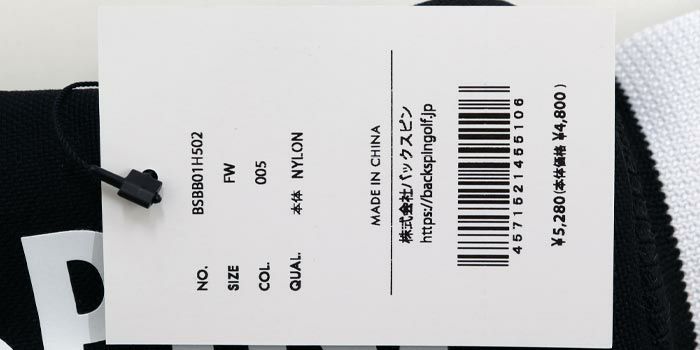 NO. BSBB01H502
SIZE FW
COL. 005
QUAL. 本体 NYLON
MADE IN CHINA
株式会社バックスピン
https://backspingolf.jp
4571521455106
¥5,280(本体価格 ¥4,800)